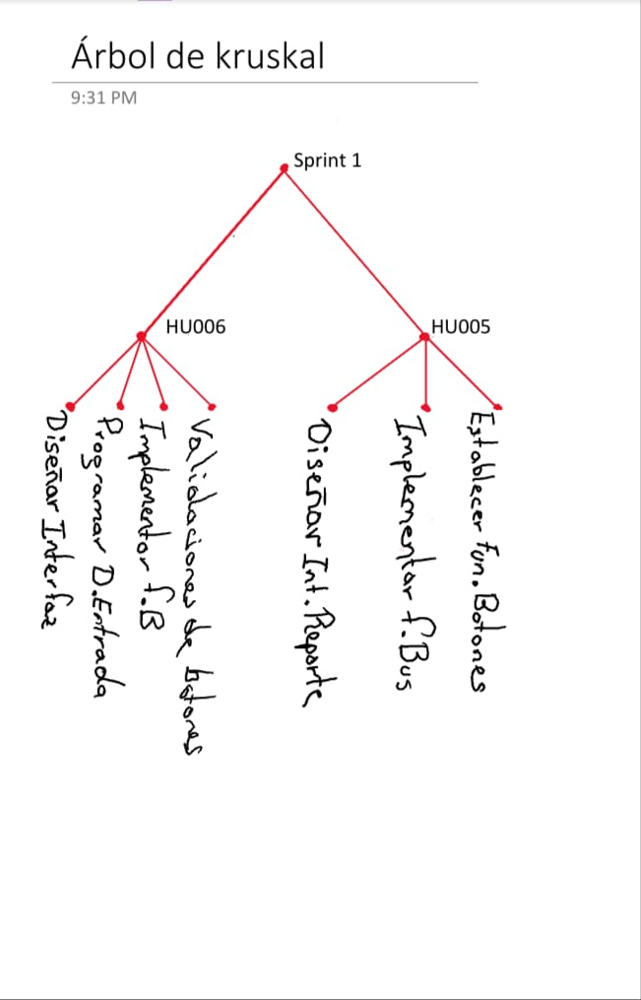 Árbol de kruskal
9:31 PM
Sprint 1
HU006
HU005
Diseñar Interfaz
Programar D.Entrada
Implementar f.B
Validaciones de botones
Diseñar Int.Reporte
Implementar f.Bus
Establecer Fun.Botones